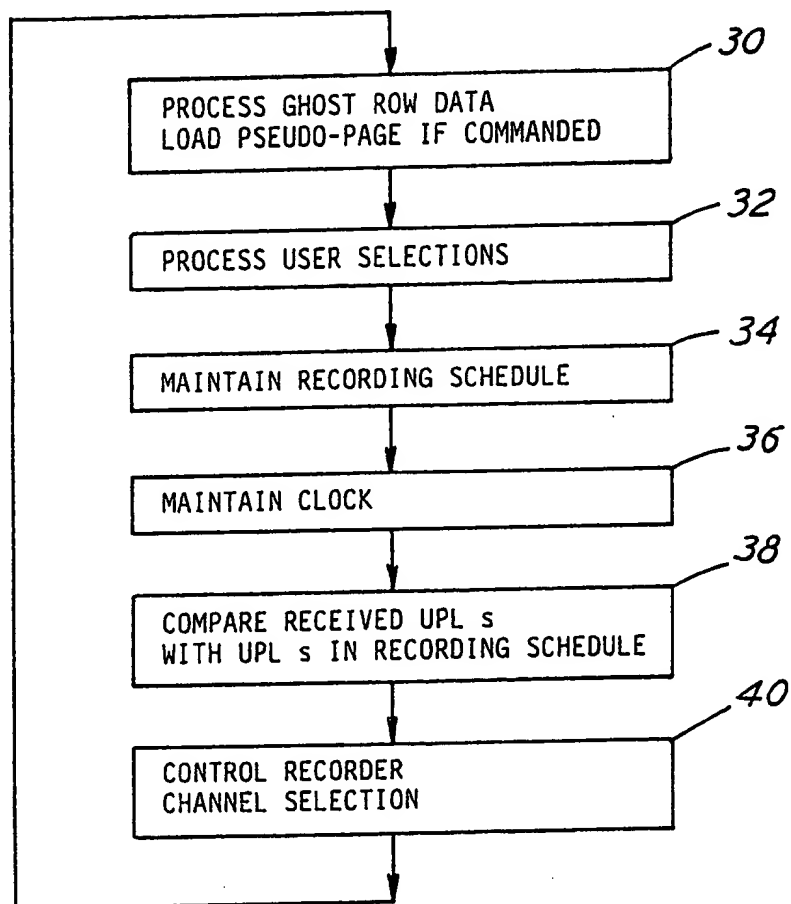 30
PROCESS GHOST ROW DATA
LOAD PSEUDO-PAGE IF COMMANDED
32
PROCESS USER SELECTIONS
34
MAINTAIN RECORDING SCHEDULE
36
MAINTAIN CLOCK
38
COMPARE RECEIVED UPL s
WITH UPL s IN RECORDING SCHEDULE
40
CONTROL RECORDER
CHANNEL SELECTION